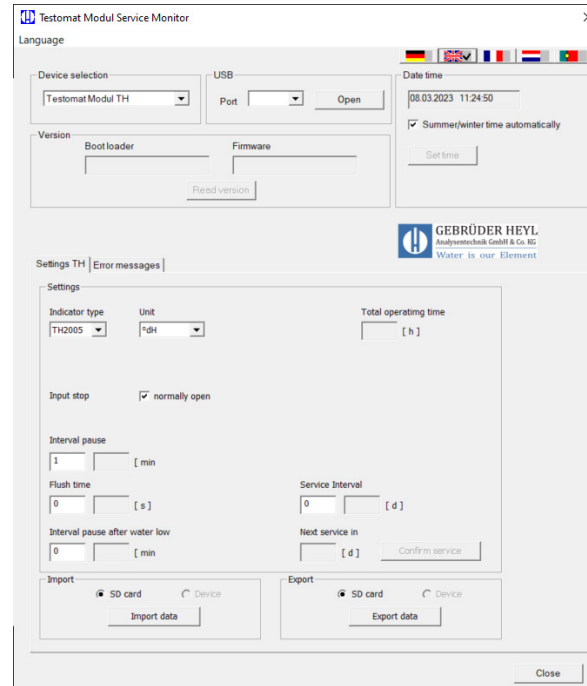 Testomat Modul Service Monitor
Language
Device selection
Testomat Modul TH
USB
Port
Open
Date time
08.03.2023 11:24:50
Summer/winter time automatically
Set time
Version
Boot loader
Firmware
Reed version
GEBRÜDER HEYL
Analysentechnik GmbH & Co. KG
Water is our Element
Settings TH
Error messages
Settings
Indicator type
Unit
Total operatimg time
TH2005
°dH
[ h ]
Input stop
normally open
Interval pause
1
[ min
Flush time
Service Interval
0
[ s ]
0
[ d ]
Interval pause after water low
Next service in
0
[ min
[ d ]
Confirm service
Import
SD card
Device
Import data
Export
SD card
Device
Export data
Close